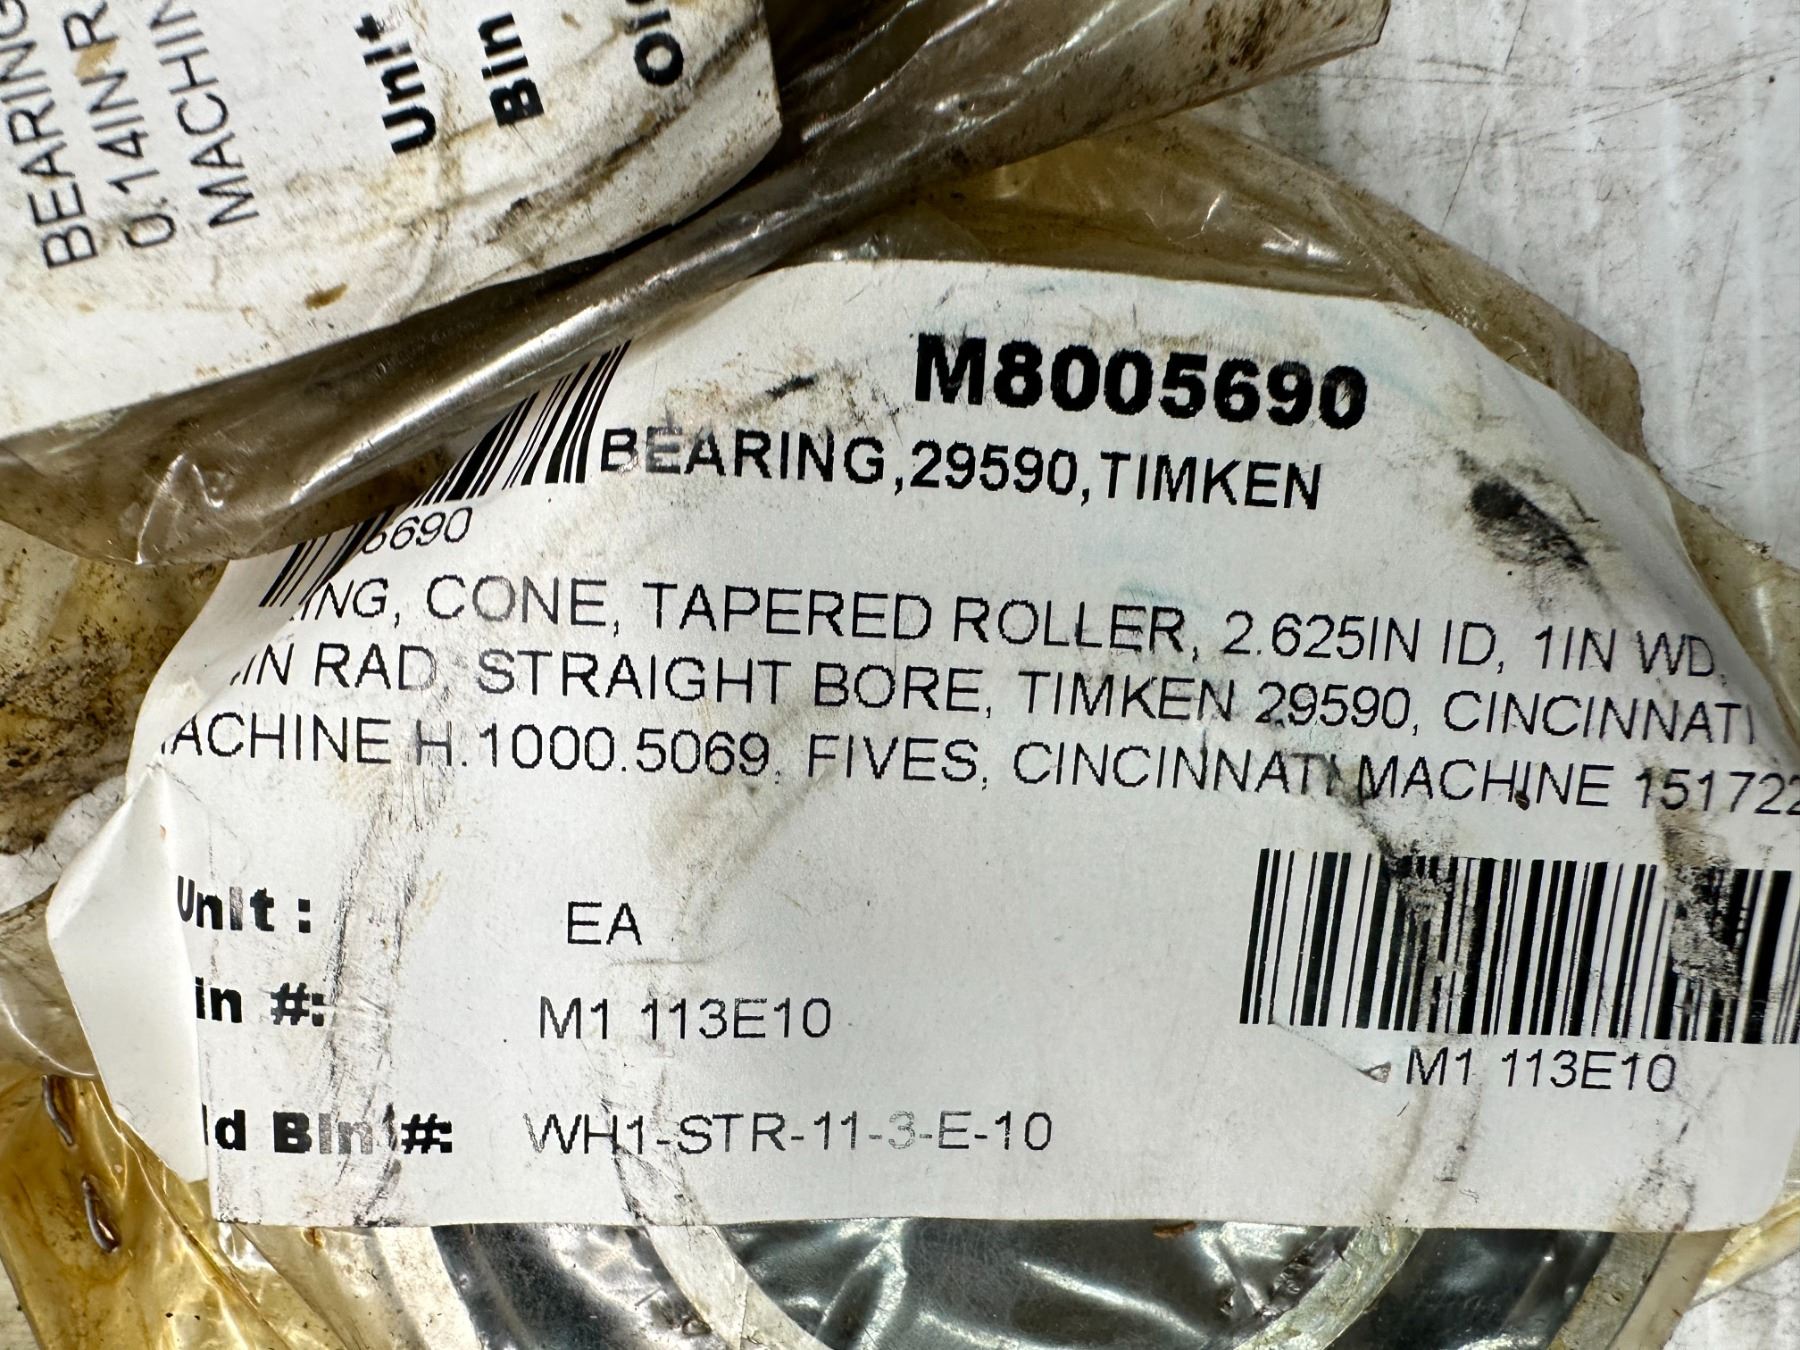 BEARING
0.14IN R
MACHIN
Unit
Bin
M8005690
BEARING,29590,TIMKEN
5690
ING, CONE, TAPERED ROLLER, 2.625IN ID, 1IN WD,
IN RAD, STRAIGHT BORE, TIMKEN 29590, CINCINNATI
ACHINE H.1000.5069, FIVES, CINCINNATI MACHINE 151722
Unit : EA
in #: M1 113E10
M1 113E10
ld Bin #: WH1-STR-11-3-E-10